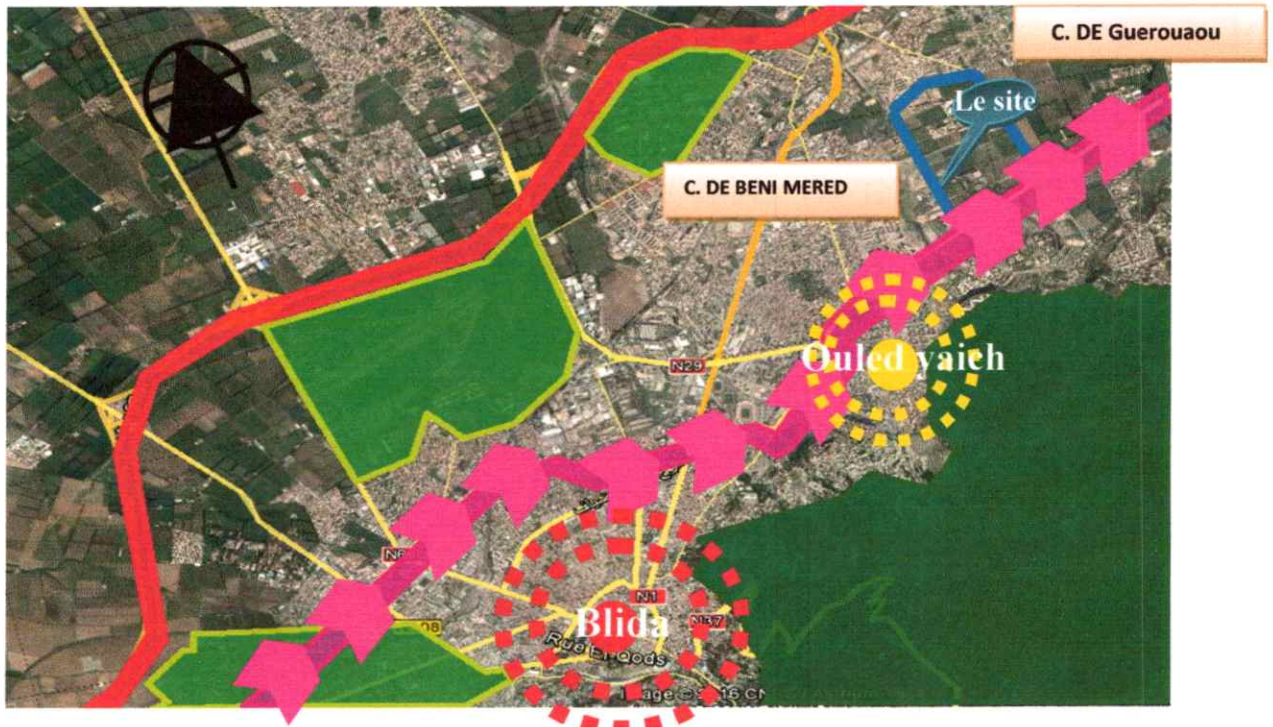 C. DE Guerouaou
Le site
C. DE BENI MERED
N29
Ouled yaich
N1
Blida
N37
Rue El-Qods